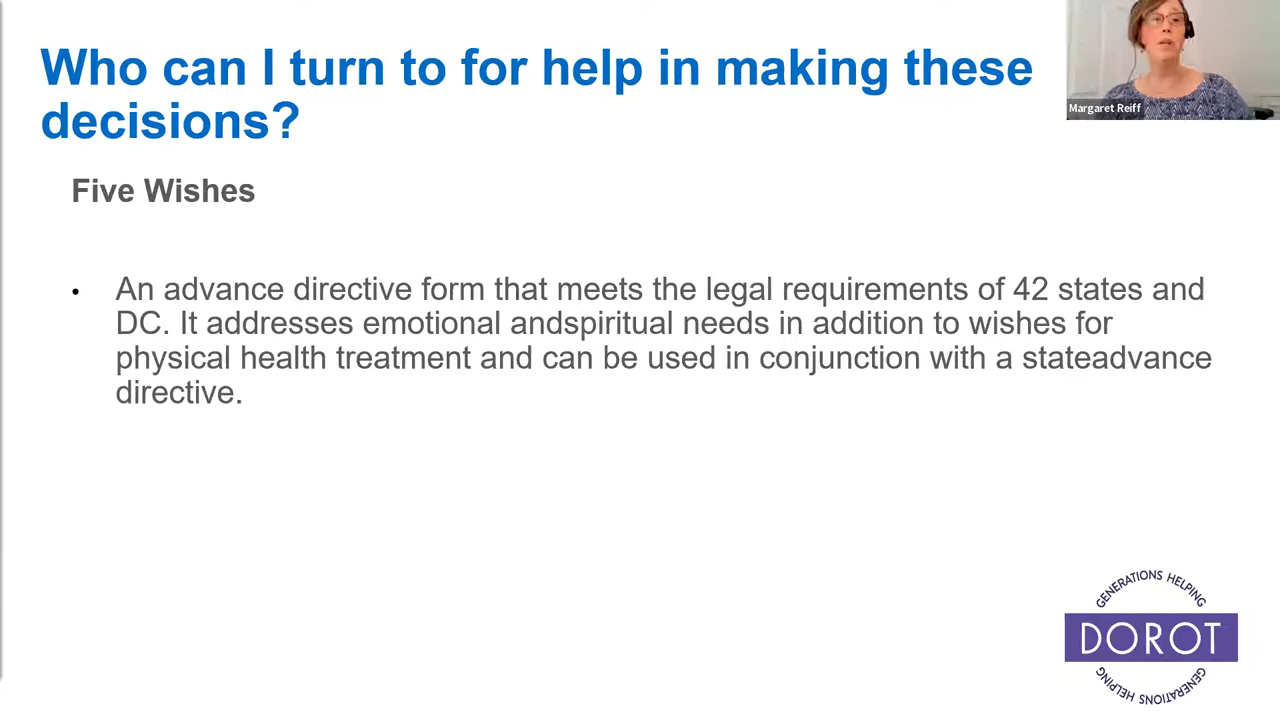 Who can I turn to for help in making these
decisions?
Margaret Reiff
Five Wishes
• An advance directive form that meets the legal requirements of 42 states and
DC. It addresses emotional andspiritual needs in addition to wishes for
physical health treatment and can be used in conjunction with a stateadvance
directive.
GENERATIONS HELPING
DOROT
GENERATIONS HELPING